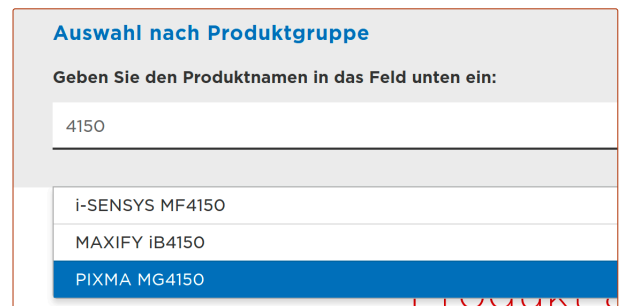 Auswahl nach Produktgruppe
Geben Sie den Produktnamen in das Feld unten ein:
4150
i-SENSYS MF4150
MAXIFY iB4150
PIXMA MG4150